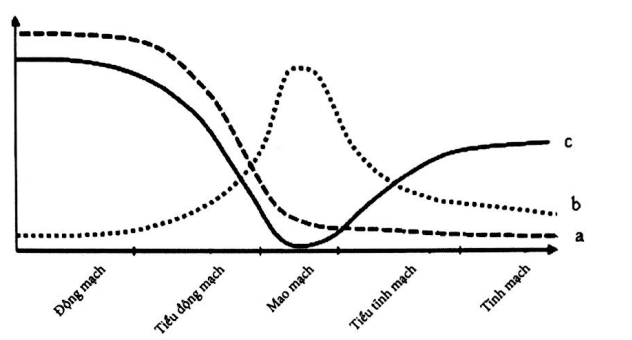 c
b
a
Động mạch
Tiểu động mạch
Mao mạch
Tiểu tĩnh mạch
Tĩnh mạch